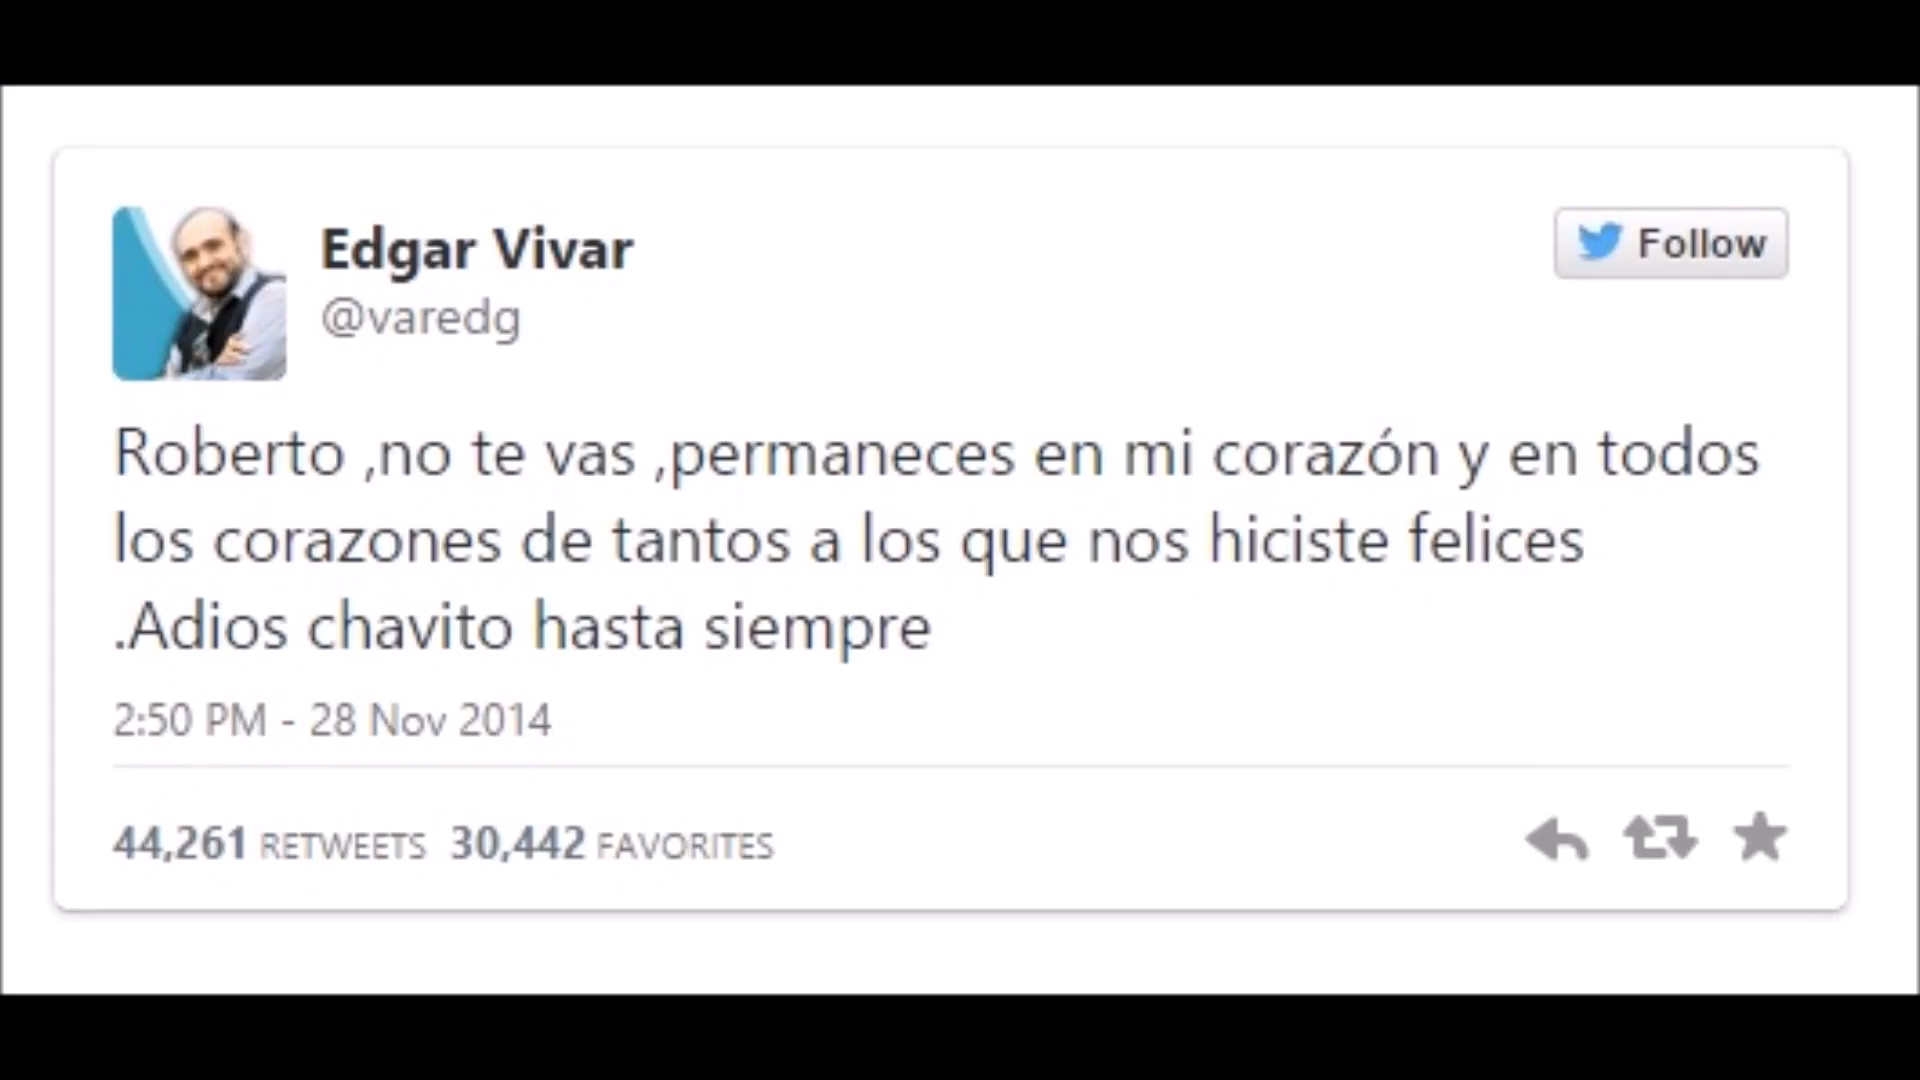 Edgar Vivar
@varedg
Follow
Roberto ,no te vas ,permaneces en mi corazón y en todos
los corazones de tantos a los que nos hiciste felices
.Adios chavito hasta siempre
2:50 PM - 28 Nov 2014
44,261 RETWEETS 30,442 FAVORITES